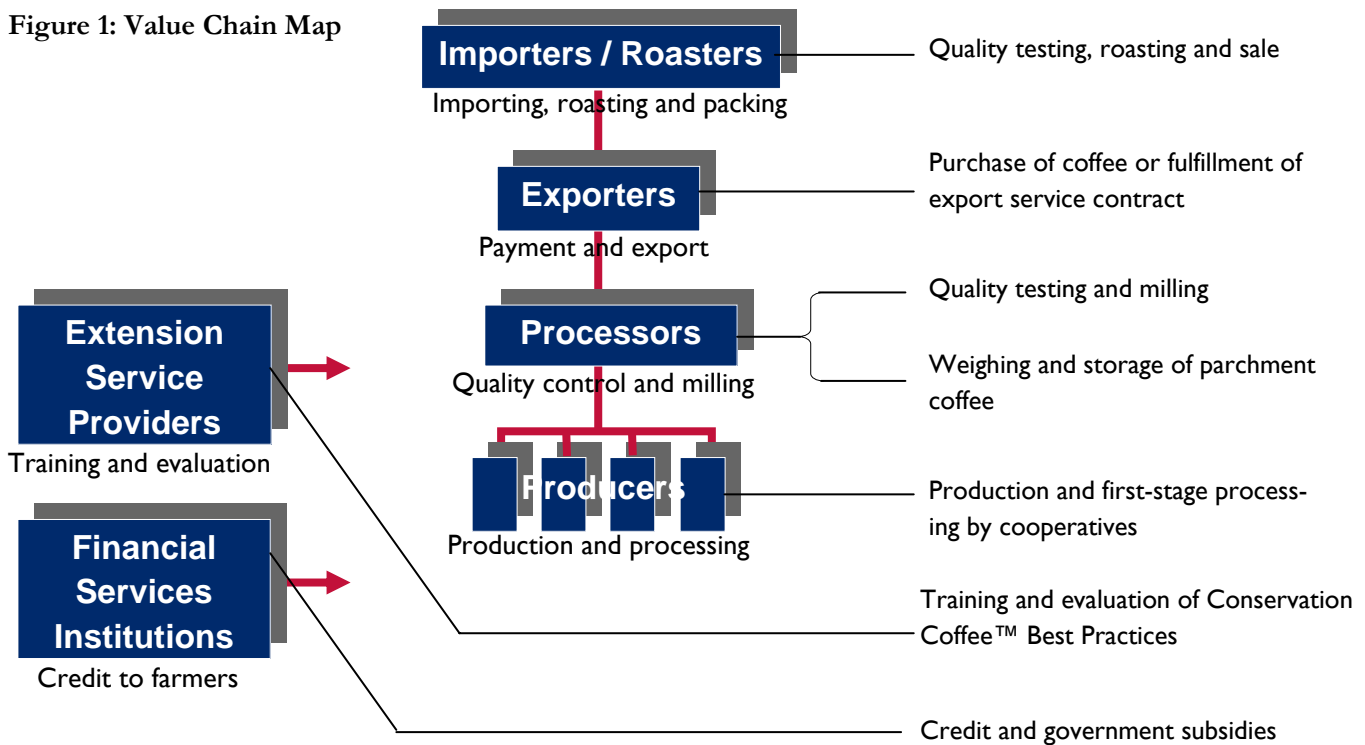 Figure 1: Value Chain Map
Importers / Roasters
Importing, roasting and packing
Quality testing, roasting and sale
Exporters
Payment and export
Purchase of coffee or fulfillment of
export service contract
Processors
Quality control and milling
Quality testing and milling
Weighing and storage of parchment
coffee
Extension
Service
Providers
Training and evaluation
Producers
Production and processing
Production and first-stage process-
ing by cooperatives
Financial
Services
Institutions
Credit to farmers
Training and evaluation of Conservation
Coffee™ Best Practices
Credit and government subsidies